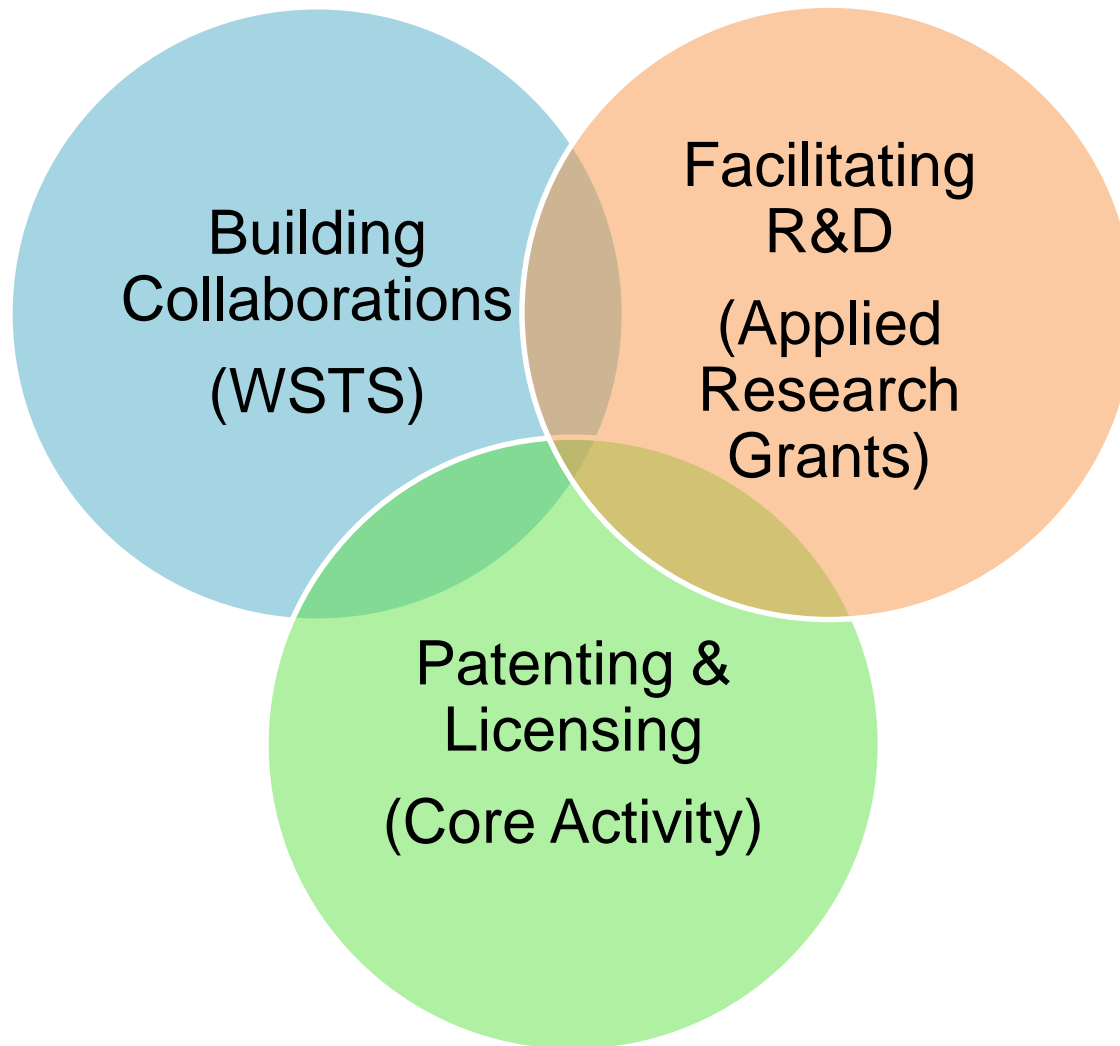 Building
Collaborations
(WSTS)
Facilitating
R&D
(Applied
Research
Grants)
Patenting &
Licensing
(Core Activity)